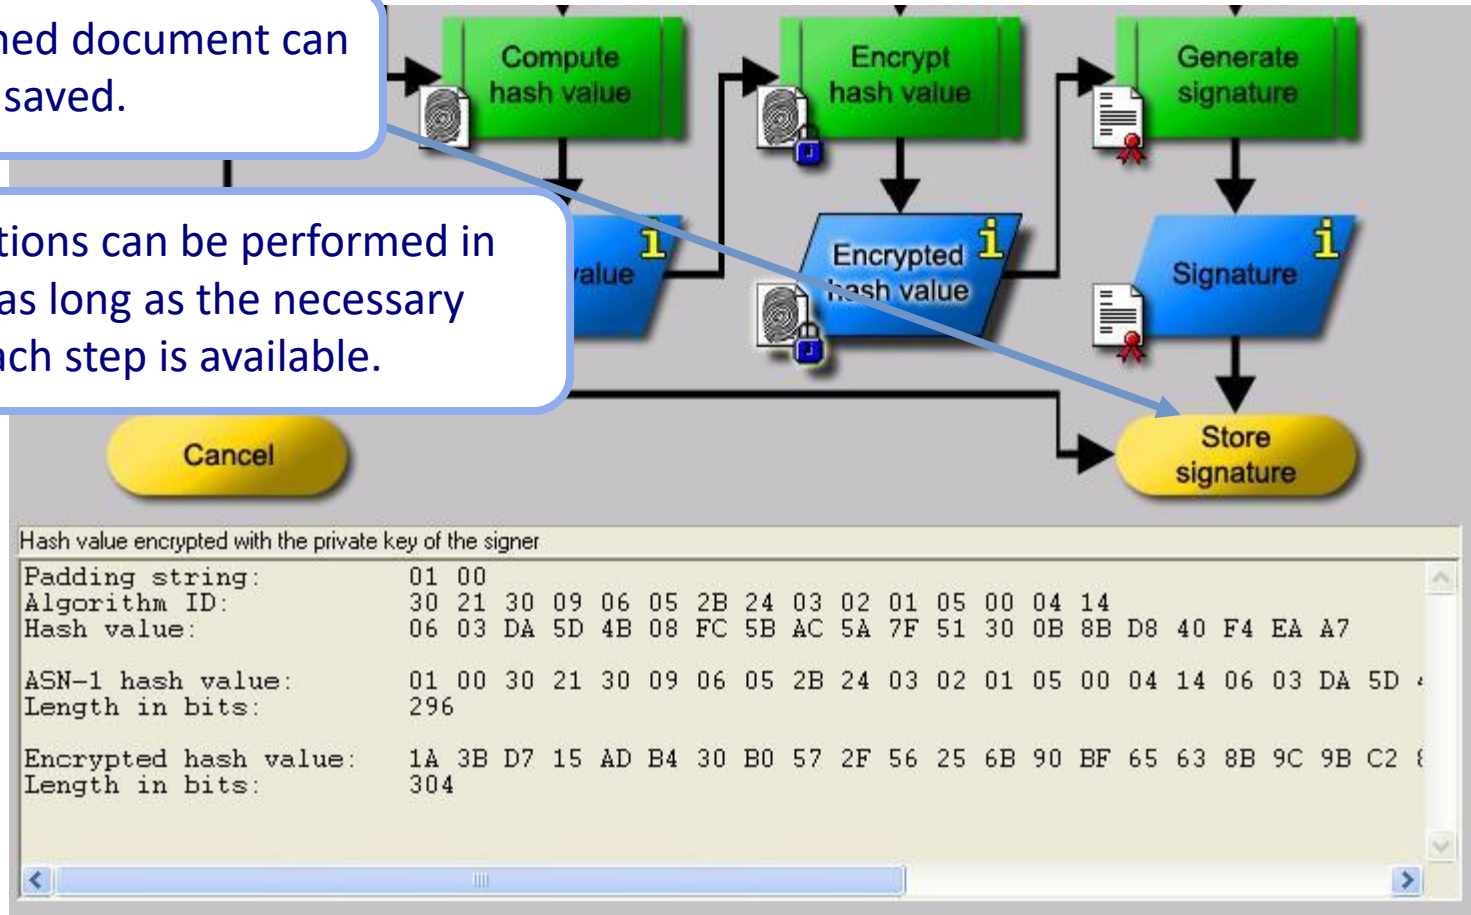 ned document can
saved.
Compute
hash value
Encrypt
hash value
Generate
signature
tions can be performed in
as long as the necessary
ach step is available.
value
Encrypted
hash value
Signature
Cancel
Store
signature
Hash value encrypted with the private key of the signer
Padding string: 01 00
Algorithm ID: 30 21 30 09 06 05 2B 24 03 02 01 05 00 04 14
Hash value: 06 03 DA 5D 4B 08 FC 5B AC 5A 7F 51 30 0B 8B D8 40 F4 EA A7
ASN-1 hash value: 01 00 30 21 30 09 06 05 2B 24 03 02 01 05 00 04 14 06 03 DA 5D
Length in bits: 296
Encrypted hash value: 1A 3B D7 15 AD B4 30 B0 57 2F 56 25 6B 90 BF 65 63 8B 9C 9B C2
Length in bits: 304